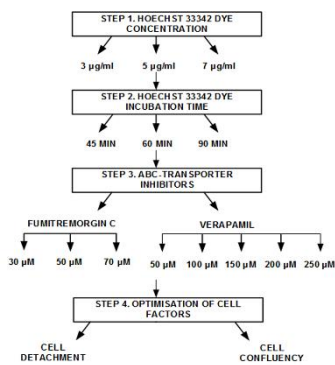 STEP 1. HOECHST 33342 DYE
CONCENTRATION
3 µg/ml 5 µg/ml 7 µg/ml
STEP 2. HOECHST 33342 DYE
INCUBATION TIME
45 MIN 60 MIN 90 MIN
STEP 3. ABC-TRANSPORTER
INHIBITORS
FUMITREMORGIN C VERAPAMIL
30 µM 50 µM 70 µM 50 µM 100 µM 150 µM 200 µM 250 µM
STEP 4. OPTIMISATION OF CELL
FACTORS
CELL
DETACHMENT
CELL
CONFLUENCY